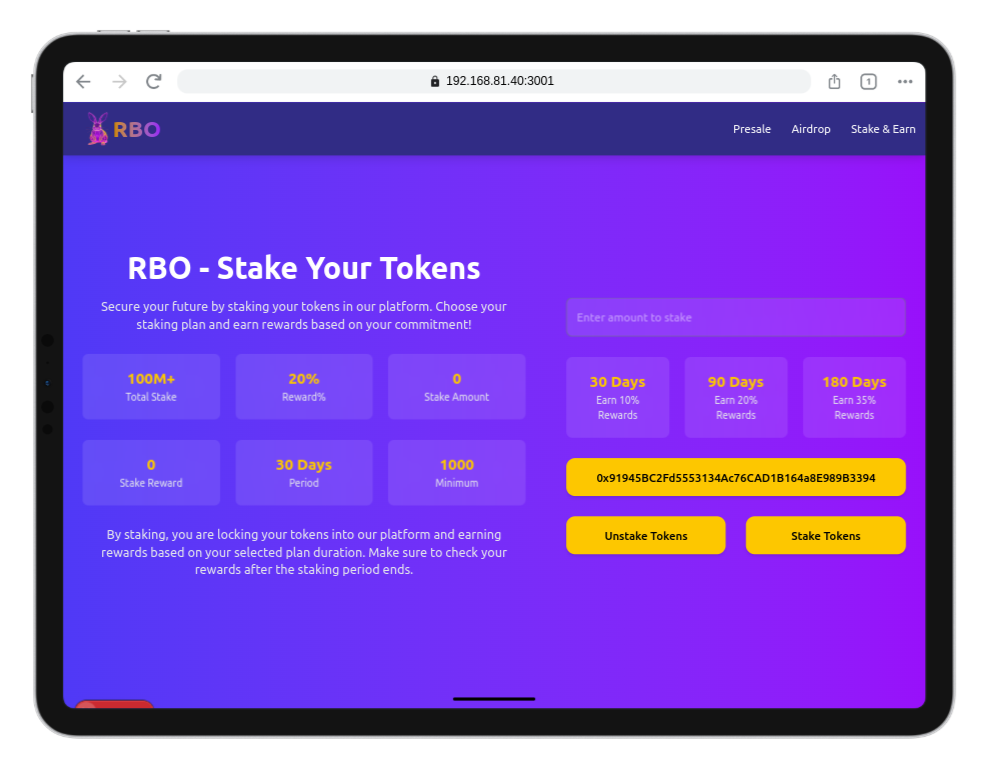 192.168.81.40:3001
1
RBO
Presale
Airdrop
Stake & Earn
RBO - Stake Your Tokens
Secure your future by staking your tokens in our platform. Choose your
staking plan and earn rewards based on your commitment!
100M+
Total Stake
20%
Reward%
0
Stake Amount
0
Stake Reward
30 Days
Period
1000
Minimum
By staking, you are locking your tokens into our platform and earning
rewards based on your selected plan duration. Make sure to check your
rewards after the staking period ends.
Enter amount to stake
30 Days
Earn 10%
Rewards
90 Days
Earn 20%
Rewards
180 Days
Earn 35%
Rewards
0x91945BC2Fd5553134Ac76CAD1B164a8E989B3394
Unstake Tokens
Stake Tokens